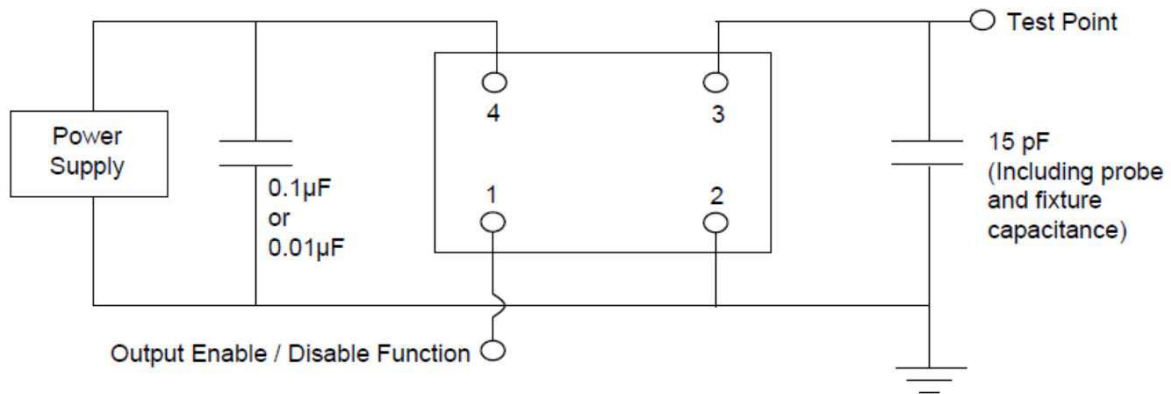 Test Point
4
3
Power
Supply
15 pF
(Including probe
and fixture
capacitance)
0.1µF
or
0.01µF
1
2
Output Enable / Disable Function